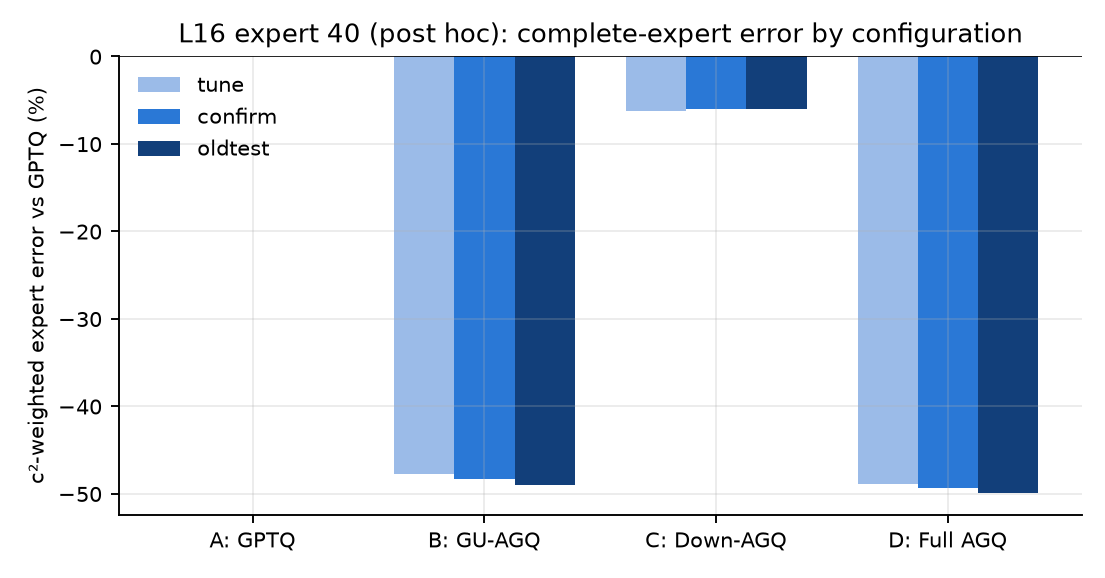 L16 expert 40 (post hoc): complete-expert error by configuration
c²-weighted expert error vs GPTQ (%)
0
−10
−20
−30
−40
−50
tune
confirm
oldtest
A: GPTQ
B: GU-AGQ
C: Down-AGQ
D: Full AGQ